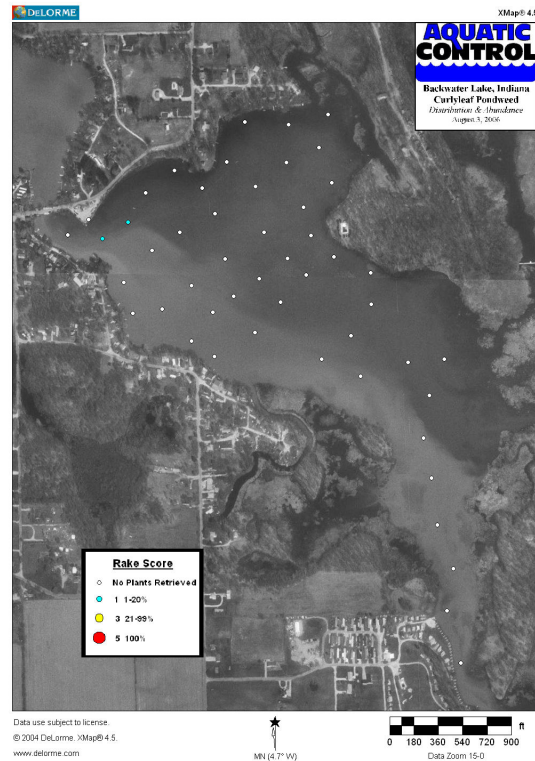 DELORME
XMap® 4.5
AQUATIC
CONTROL
Backwater Lake, Indiana
Curlyleaf Pondweed
Distribution & Abundance
August 3, 2006
Rake Score
No Plants Retrieved
1 1-20%
3 21-99%
5 100%
Data use subject to license.
© 2004 DeLorme. XMap® 4.5.
www.delorme.com
MN (4.7° W)
ft
0 180 360 540 720 900
Data Zoom 15-0